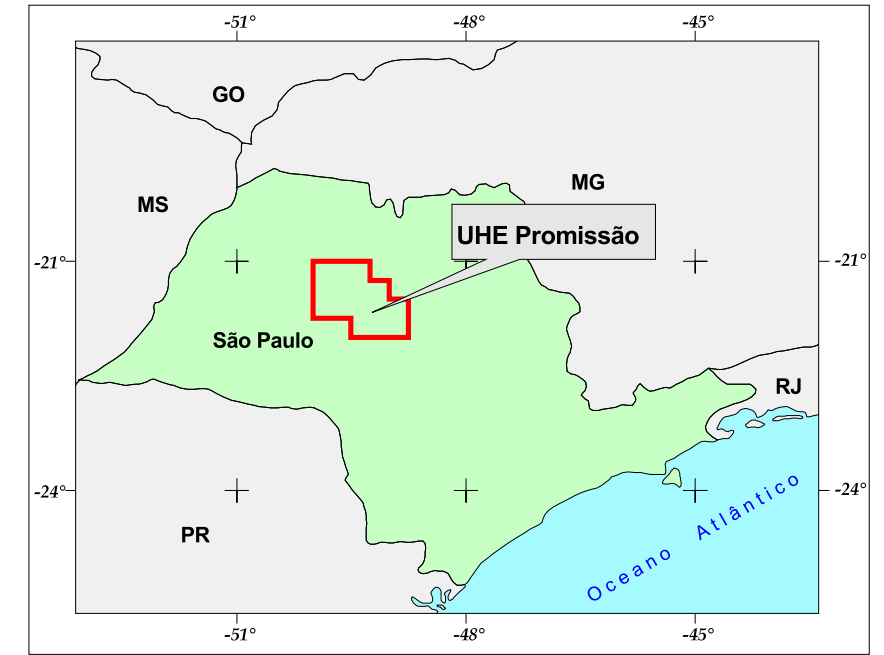 -51° -48° -45°
GO
MG
MS
UHE Promissão
-21° -21°
São Paulo
RJ
-24° -24°
Oceano Atlântico
PR
-51° -48° -45°